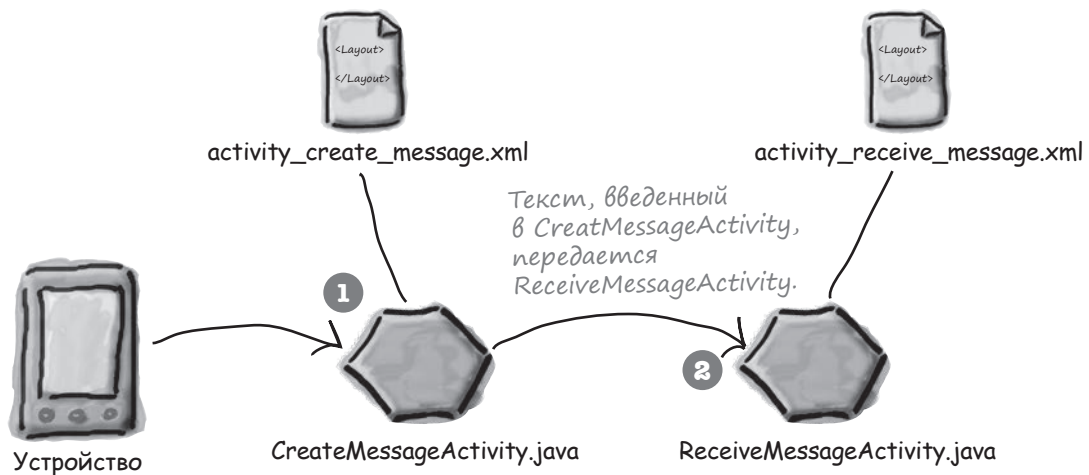 <Layout>
</Layout>
activity_create_message.xml
<Layout>
</Layout>
activity_receive_message.xml
Текст, введенный
в CreatMessageActivity,
передается
ReceiveMessageActivity.
1
2
Устройство
CreateMessageActivity.java
ReceiveMessageActivity.java